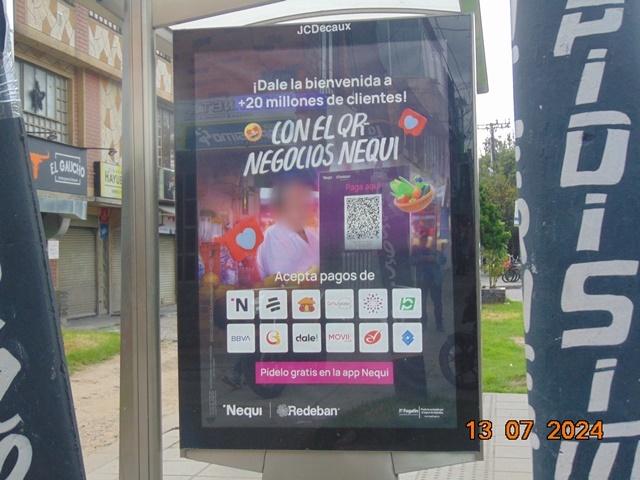 JCDecaux
¡Dale la bienvenida a
+20 millones de clientes!
CON EL QR
NEGOCIOS NEQUI
Paga aquí
EL GAUCHO
Acepta pagos de
N
BBVA
dale!
MOVii
Pídelo gratis en la app Nequi
Nequi
Redeban
Fogafín
13 07 2024